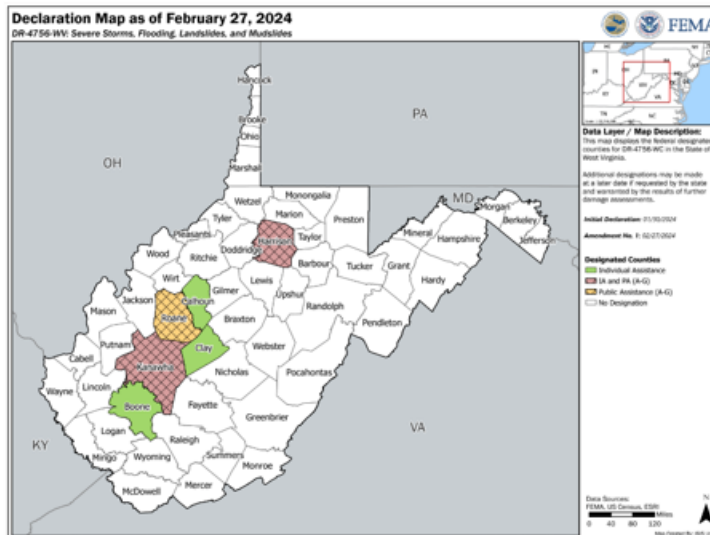 Declaration Map as of February 27, 2024
DR-4756-WV: Severe Storms, Flooding, Landslides, and Mudslides
FEMA
Data Layer / Map Description:
This map displays the federal designated
counties for DR-4756-WC in the State of
West Virginia.
Additional designations may be made
at a later date if requested by the state
and warranted by the results of further
damage assessments.
Initial Declaration: 01/30/2024
Amendment No. 1: 02/27/2024
Designated Counties
Individual Assistance
IA and PA (A-G)
Public Assistance (A-G)
No Designation
PA
OH
MD
KY
VA
Hancock
Brooke
Ohio
Marshall
Wetzel
Monongalia
Marion
Preston
Morgan
Berkeley
Jefferson
Tyler
Pleasants
Doddridge
Harrison
Taylor
Mineral
Hampshire
Wood
Ritchie
Barbour
Tucker
Grant
Hardy
Wirt
Jackson
Calhoun
Gilmer
Lewis
Upshur
Randolph
Mason
Roane
Braxton
Pendleton
Putnam
Clay
Webster
Cabell
Kanawha
Nicholas
Pocahontas
Wayne
Lincoln
Boone
Fayette
Greenbrier
Logan
Raleigh
Mingo
Wyoming
Summers
Monroe
McDowell
Mercer
Data Sources:
FEMA, US Census, ESRI
Miles
0 40 80 120
N